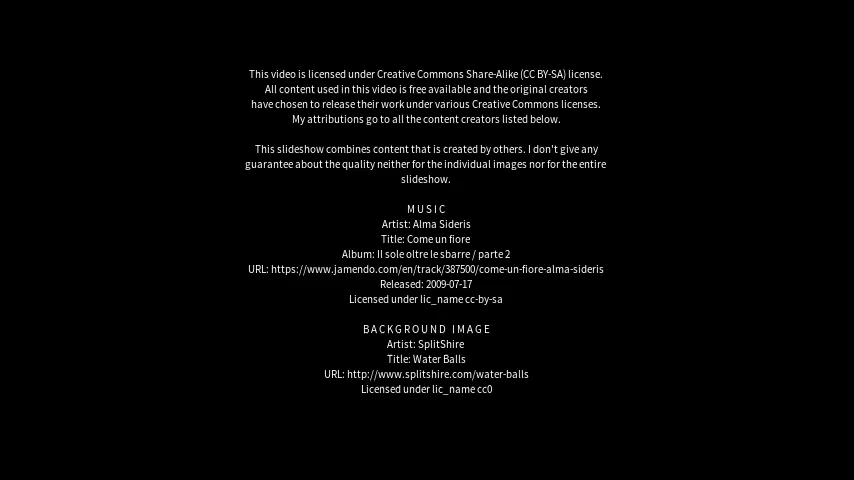 This video is licensed under Creative Commons Share-Alike (CC BY-SA) license.
All content used in this video is free available and the original creators
have chosen to release their work under various Creative Commons licenses.
My attributions go to all the content creators listed below.
This slideshow combines content that is created by others. I don't give any
guarantee about the quality neither for the individual images nor for the entire
slideshow.
MUSIC
Artist: Alma Sideris
Title: Come un fiore
Album: Il sole oltre le sbarre / parte 2
URL: https://www.jamendo.com/en/track/387500/come-un-fiore-alma-sideris
Released: 2009-07-17
Licensed under lic_name cc-by-sa
BACKGROUND IMAGE
Artist: SplitShire
Title: Water Balls
URL: http://www.splitshire.com/water-balls
Licensed under lic_name cc0